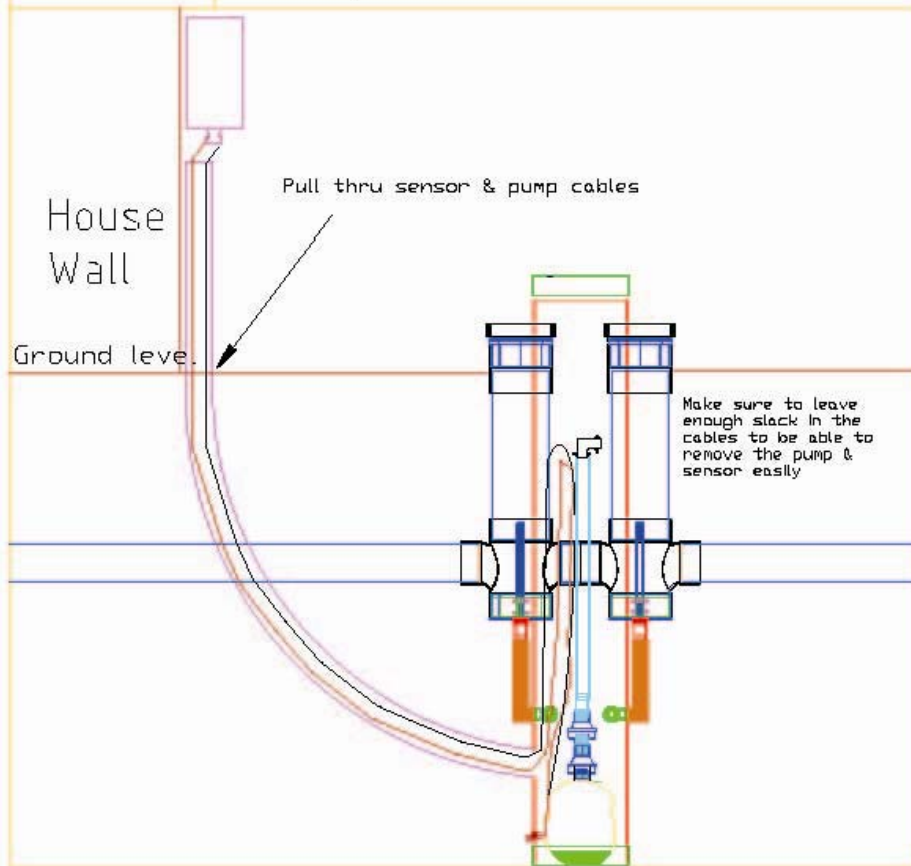 Pull thru sensor & pump cables
House
Wall
Ground level
Make sure to leave
enough slack in the
cables to be able to
remove the pump &
sensor easily